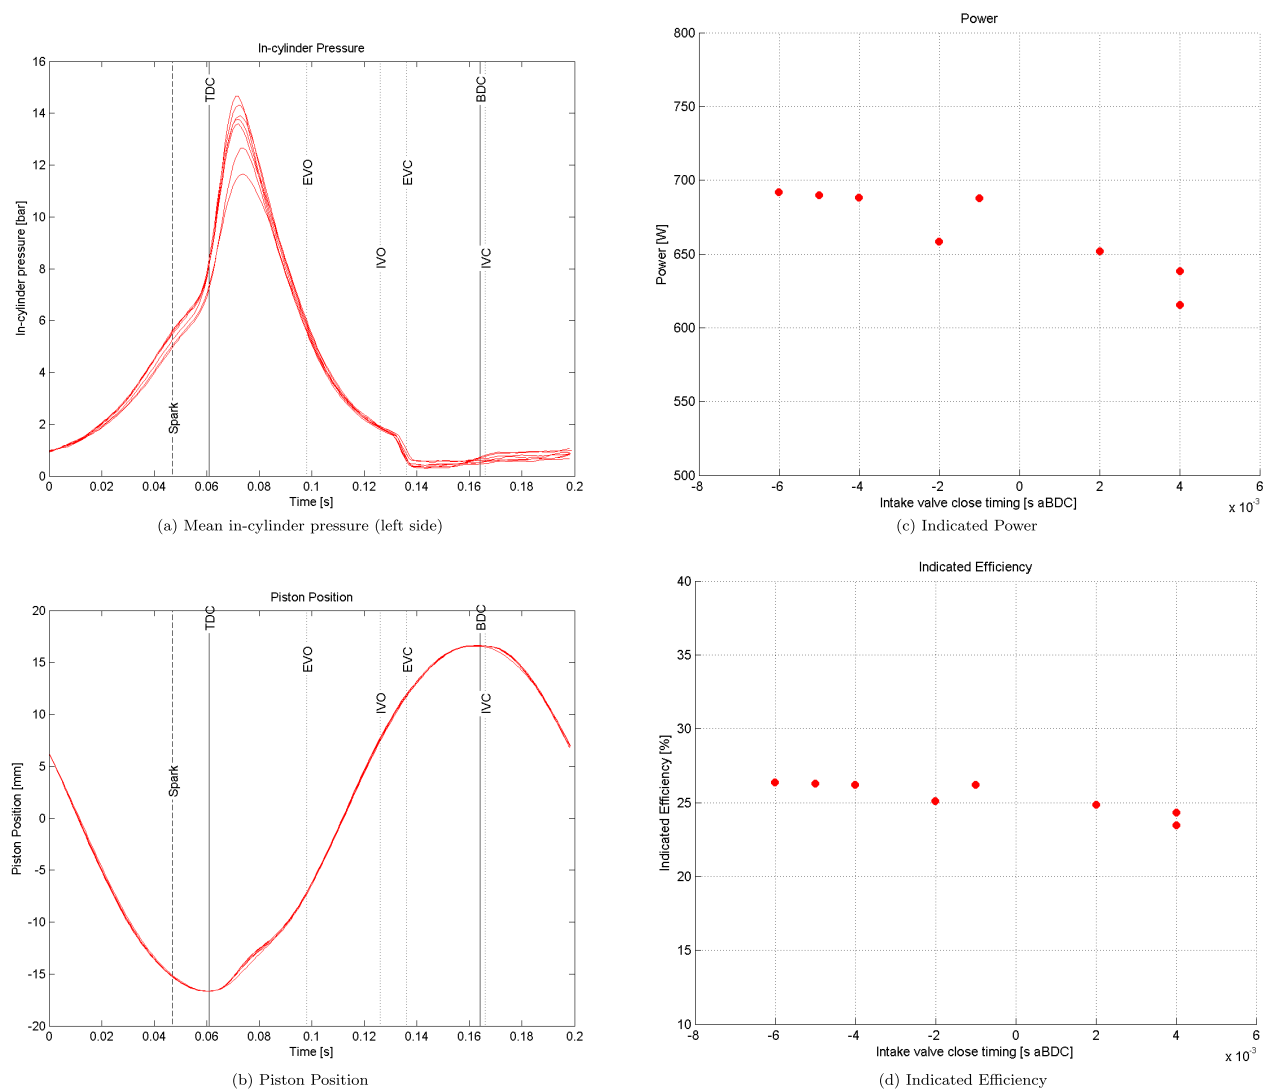 In-cylinder Pressure
16
14
12
10
8
6
4
2
0
In-cylinder pressure [bar]
Spark
TDC
EVO
IVO
EVC
BDC
IVC
0 0.02 0.04 0.06 0.08 0.1 0.12 0.14 0.16 0.18 0.2
Time [s]
(a) Mean in-cylinder pressure (left side)
Piston Position
20
15
10
5
0
-5
-10
-15
-20
Piston Position [mm]
Spark
TDC
EVO
IVO
EVC
BDC
IVC
0 0.02 0.04 0.06 0.08 0.1 0.12 0.14 0.16 0.18 0.2
Time [s]
(b) Piston Position
Power
800
750
700
650
600
550
500
Power [W]
-8 -6 -4 -2 0 2 4 6
Intake valve close timing [s aBDC]
x 10⁻³
(c) Indicated Power
Indicated Efficiency
40
35
30
25
20
15
10
Indicated Efficiency [%]
-8 -6 -4 -2 0 2 4 6
Intake valve close timing [s aBDC]
x 10⁻³
(d) Indicated Efficiency